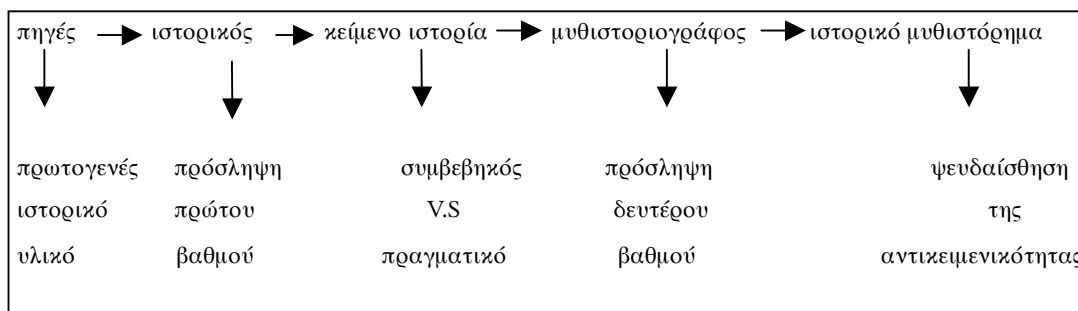 πηγές ιστορικός κείμενο ιστορία μυθιστοριογράφος ιστορικό μυθιστόρημα
πρωτογενές πρόσληψη συμβεβηκός πρόσληψη ψευδαίσθηση
ιστορικό πρώτου V.S δευτέρου της
υλικό βαθμού πραγματικό βαθμού αντικειμενικότητας